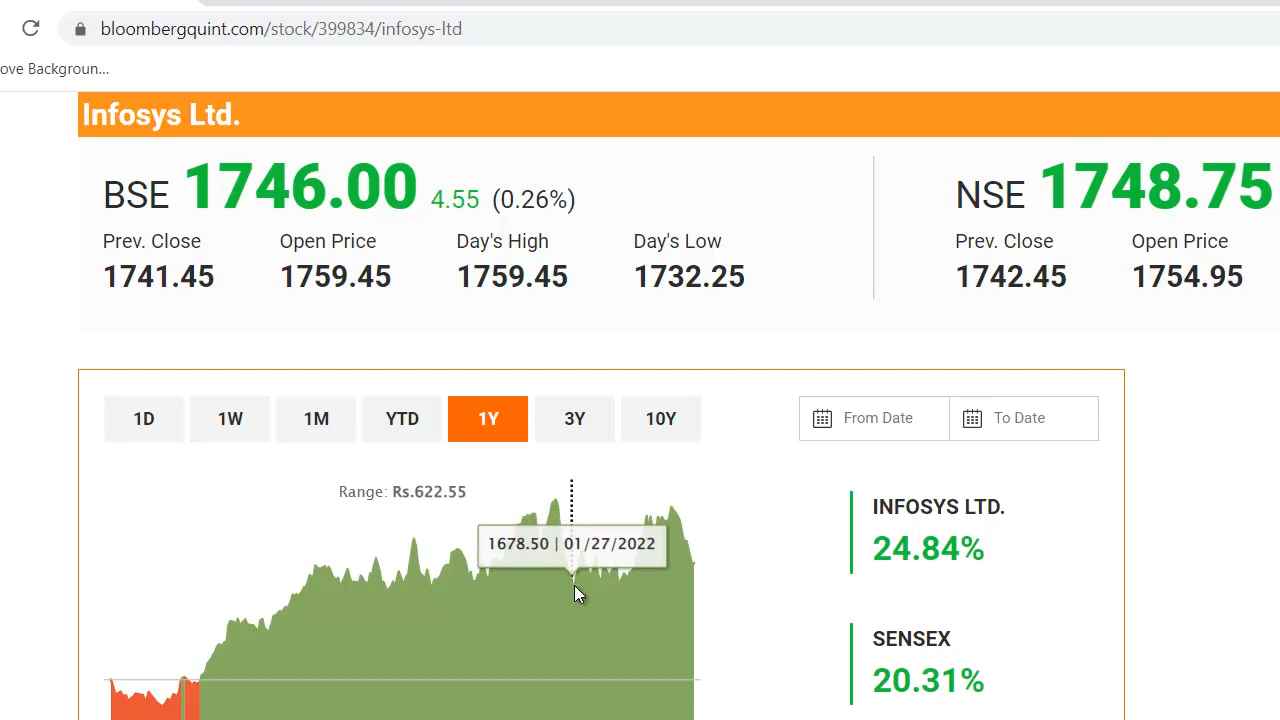 bloombergquint.com/stock/399834/infosys-ltd
ove Backgroun...
Infosys Ltd.
BSE 1746.00 4.55 (0.26%)
Prev. Close Open Price Day's High Day's Low
1741.45 1759.45 1759.45 1732.25
NSE 1748.75
Prev. Close Open Price
1742.45 1754.95
1D 1W 1M YTD 1Y 3Y 10Y
From Date To Date
Range: Rs.622.55
1678.50 | 01/27/2022
INFOSYS LTD.
24.84%
SENSEX
20.31%